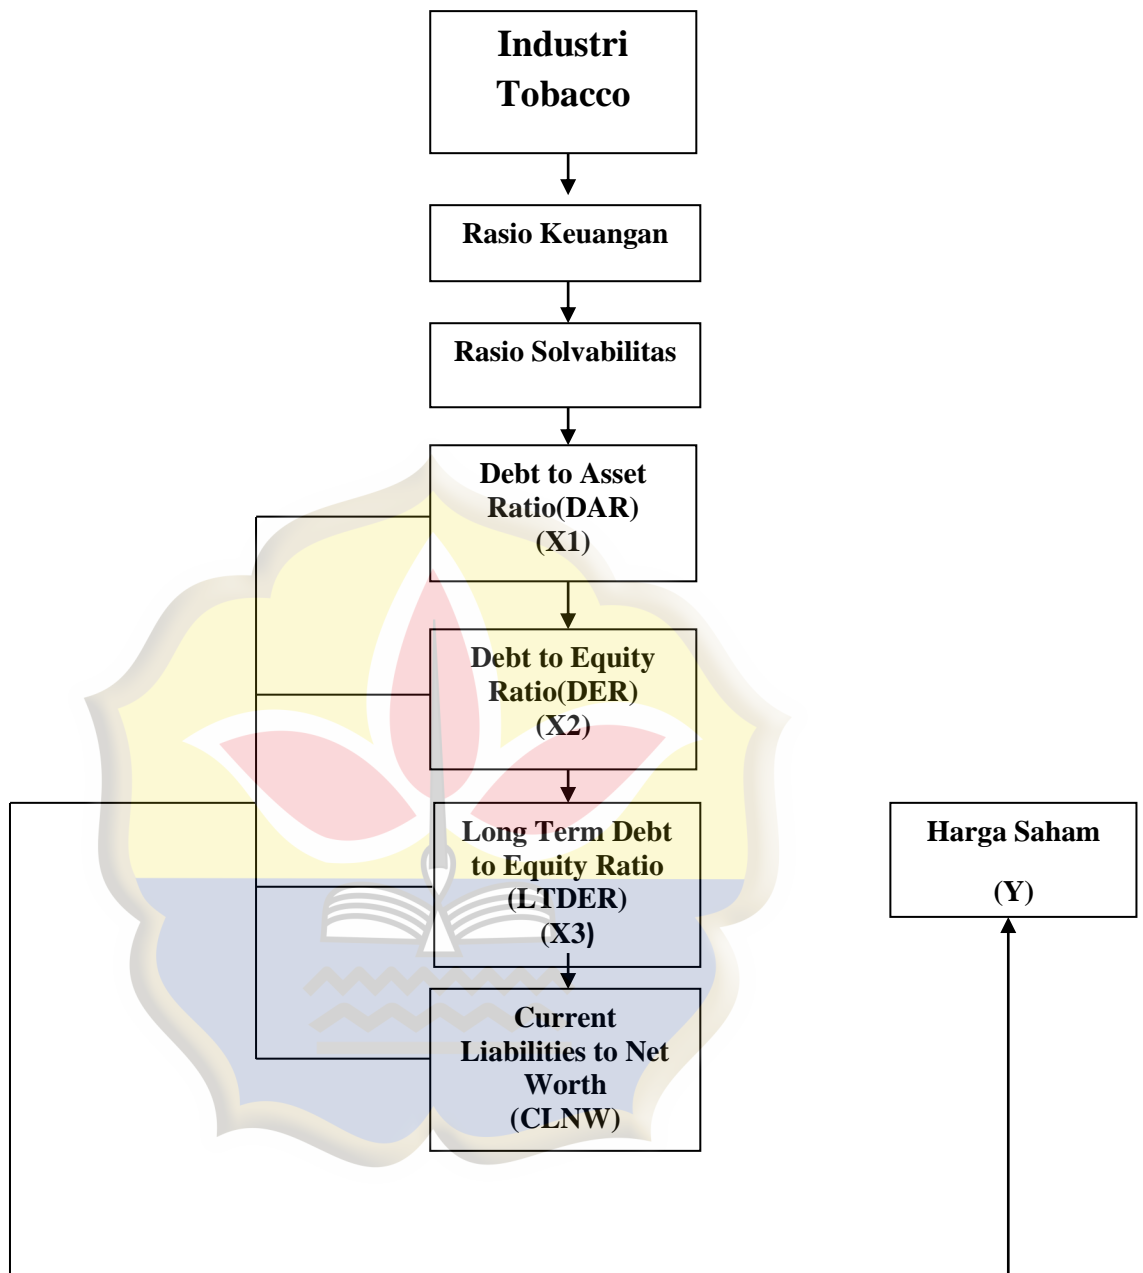 Industri
Tobacco
Rasio Keuangan
Rasio Solvabilitas
Debt to Asset
Ratio(DAR)
(X1)
Debt to Equity
Ratio(DER)
(X2)
Long Term Debt
to Equity Ratio
(LTDER)
(X3)
Current
Liabilities to Net
Worth
(CLNW)
Harga Saham
(Y)